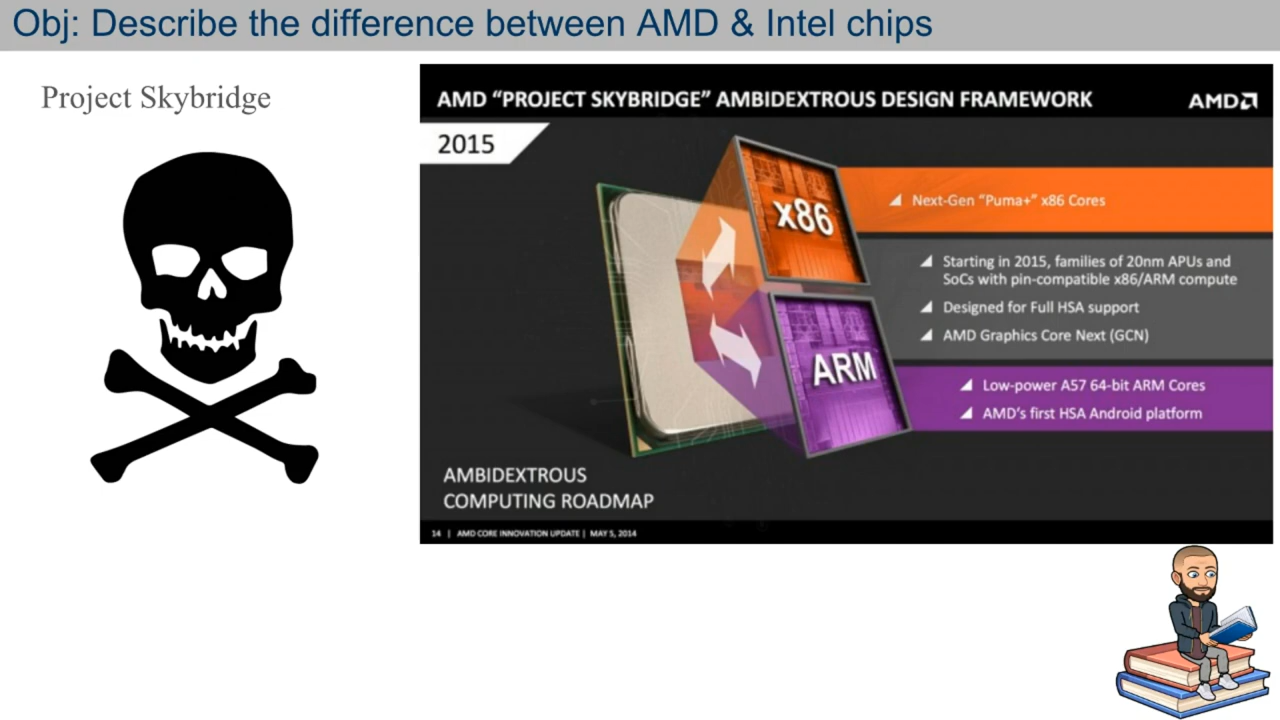 Obj: Describe the difference between AMD & Intel chips
Project Skybridge
AMD “PROJECT SKYBRIDGE” AMBIDEXTROUS DESIGN FRAMEWORK
AMD
2015
x86
Next-Gen “Puma+” x86 Cores
Starting in 2015, families of 20nm APUs and
SoCs with pin-compatible x86/ARM compute
Designed for Full HSA support
AMD Graphics Core Next (GCN)
ARM
Low-power A57 64-bit ARM Cores
AMD’s first HSA Android platform
AMBIDEXTROUS
COMPUTING ROADMAP
14 | AMD CORE INNOVATION UPDATE | MAY 5, 2014